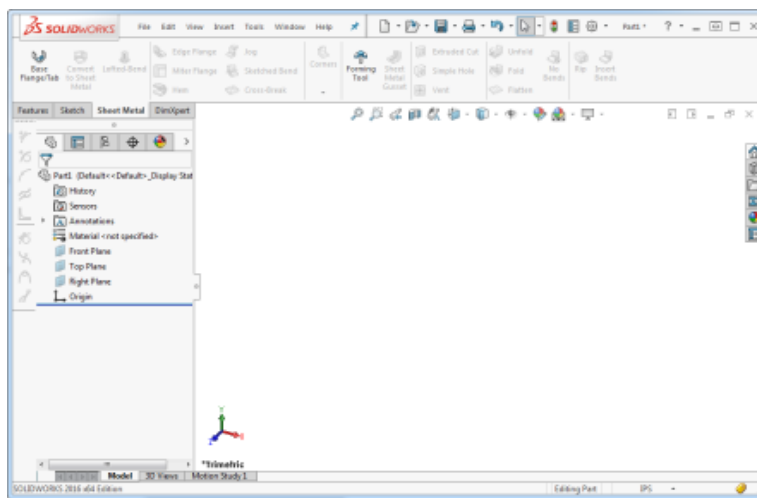 SOLIDWORKS File Edit View Insert Tools Window Help Part1 * ?
Base Flange/Tab
Convert to Sheet Metal
Lofted-Bend
Edge Flange
Miter Flange
Hem
Jog
Sketched Bend
Cross-Break
Corners
Forming Tool
Sheet Metal Gusset
Extruded Cut
Simple Hole
Vent
Unfold
Fold
Flatten
No Bends
Rip
Insert Bends
Features Sketch Sheet Metal DimXpert
Part1 (Default<<Default>_Display Stat
History
Sensors
Annotations
Material <not specified>
Front Plane
Top Plane
Right Plane
Origin
*Trimetric
Model 3D Views Motion Study 1
SOLIDWORKS 2016 x64 Edition Editing Part IPS